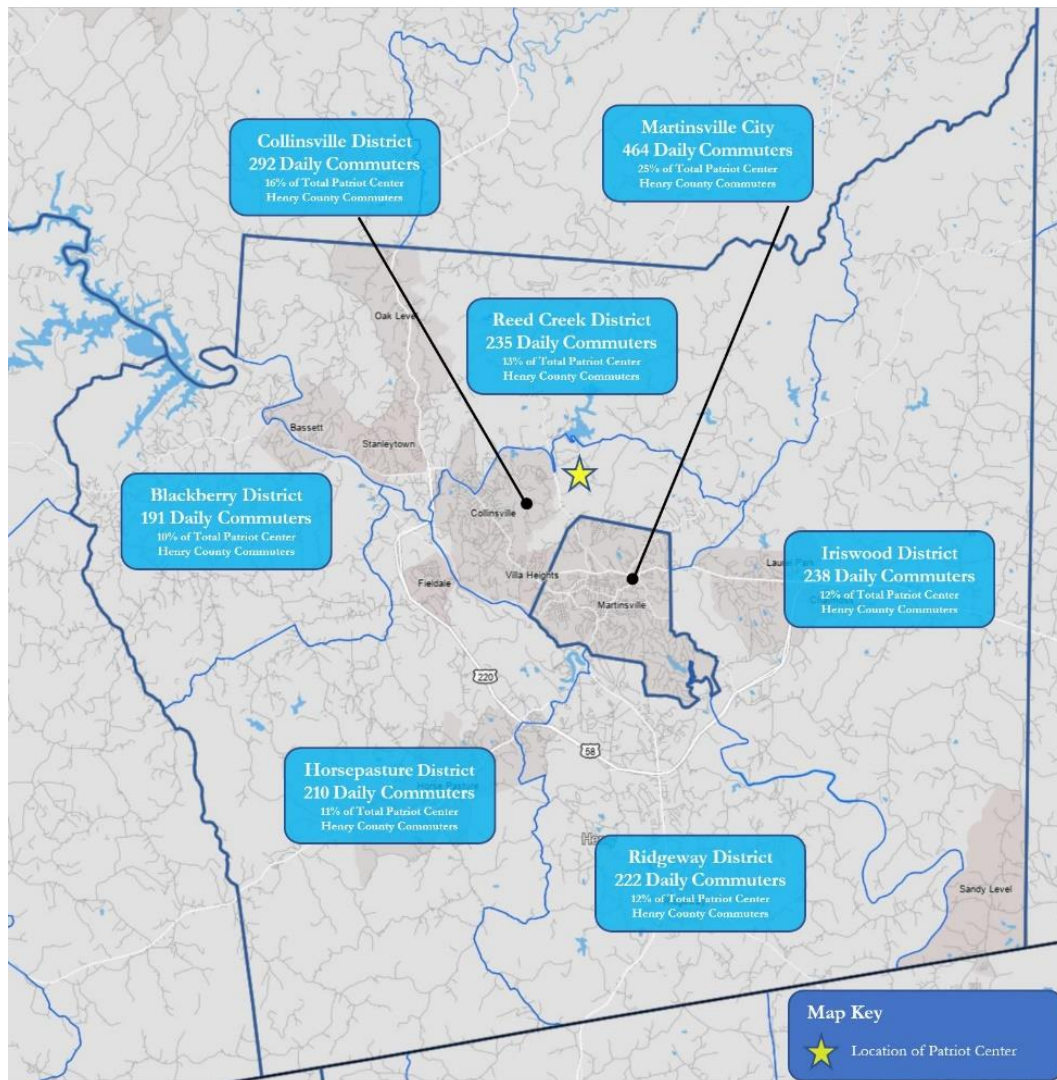 Collinsville District
292 Daily Commuters
16% of Total Patriot Center
Henry County Commuters
Martinsville City
464 Daily Commuters
25% of Total Patriot Center
Henry County Commuters
Oak Level
Reed Creek District
235 Daily Commuters
13% of Total Patriot Center
Henry County Commuters
Bassett
Stanleytown
Blackberry District
191 Daily Commuters
10% of Total Patriot Center
Henry County Commuters
Collinsville
Iriswood District
238 Daily Commuters
12% of Total Patriot Center
Henry County Commuters
Laurel Park
Villa Heights
Fieldale
Martinsville
220
58
Horsepasture District
210 Daily Commuters
11% of Total Patriot Center
Henry County Commuters
Ridgeway District
222 Daily Commuters
12% of Total Patriot Center
Henry County Commuters
Sandy Level
Map Key
Location of Patriot Center